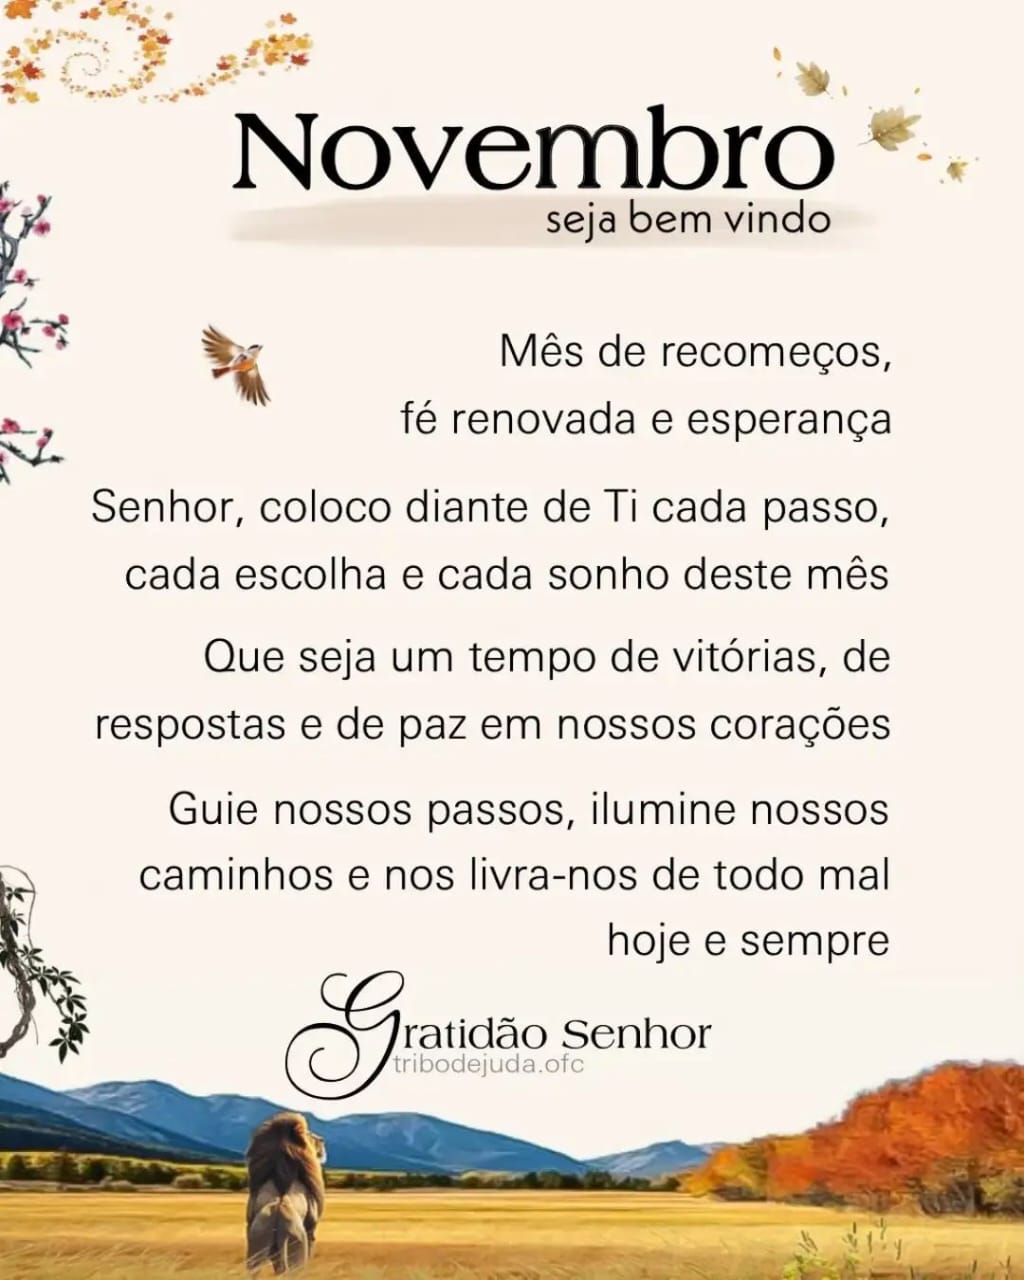 Novembro
seja bem vindo
Mês de recomeços,
fé renovada e esperança
Senhor, coloco diante de Ti cada passo,
cada escolha e cada sonho deste mês
Que seja um tempo de vitórias, de
respostas e de paz em nossos corações
Guie nossos passos, ilumine nossos
caminhos e nos livra-nos de todo mal
hoje e sempre
Gratidão Senhor
tribodejuda.ofc